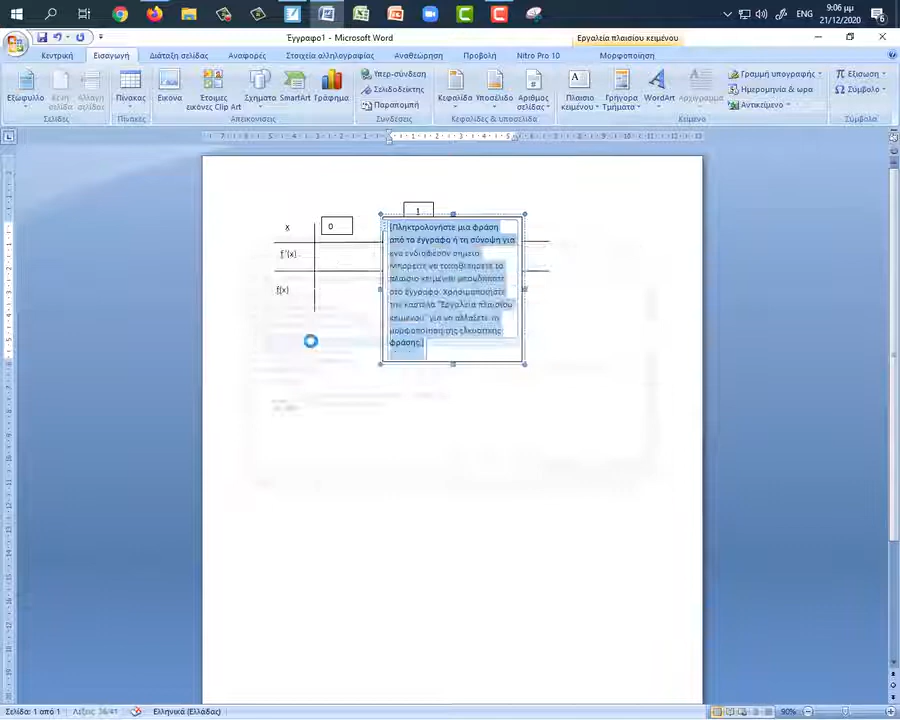 9:06 μμ
ENG
21/12/2020
6
Έγγραφο1 - Microsoft Word
Εργαλεία πλαισίου κειμένου
Κεντρική
Εισαγωγή
Διάταξη σελίδας
Αναφορές
Στοιχεία αλληλογραφίας
Αναθεώρηση
Προβολή
Nitro Pro 10
Μορφοποίηση
Εξώφυλλο
Κενή σελίδα
Αλλαγή σελίδας
Πίνακας
Εικόνα
Έτοιμες εικόνες Clip Art
Σχήματα
SmartArt
Γράφημα
Υπερ-σύνδεση
Σελιδοδείκτης
Παραπομπή
Κεφαλίδα
Υποσέλιδο
Αριθμός σελίδας
Πλαίσιο κειμένου
Γρήγορα Τμήματα
WordArt
Αρχίγραμμα
Γραμμή υπογραφής
Ημερομηνία & ώρα
Αντικείμενο
Εξίσωση
Σύμβολο
Σελίδες
Πίνακες
Απεικονίσεις
Συνδέσεις
Κεφαλίδες & υποσέλιδα
Κείμενο
Σύμβολα
1
x
0
f '(x)
f(x)
[Πληκτρολογήστε μια φράση
από το έγγραφο ή τη σύνοψη για
ένα ενδιαφέρον σημείο.
Μπορείτε να τοποθετήσετε το
πλαίσιο κειμένου οπουδήποτε
στο έγγραφο. Χρησιμοποιήστε
την καρτέλα "Εργαλεία πλαισίου
κειμένου" για να αλλάξετε τη
μορφοποίηση της ελκυστικής
φράσης.]
Σελίδα: 1 από 1
Λέξεις: 36/41
Ελληνικά (Ελλάδας)
90%